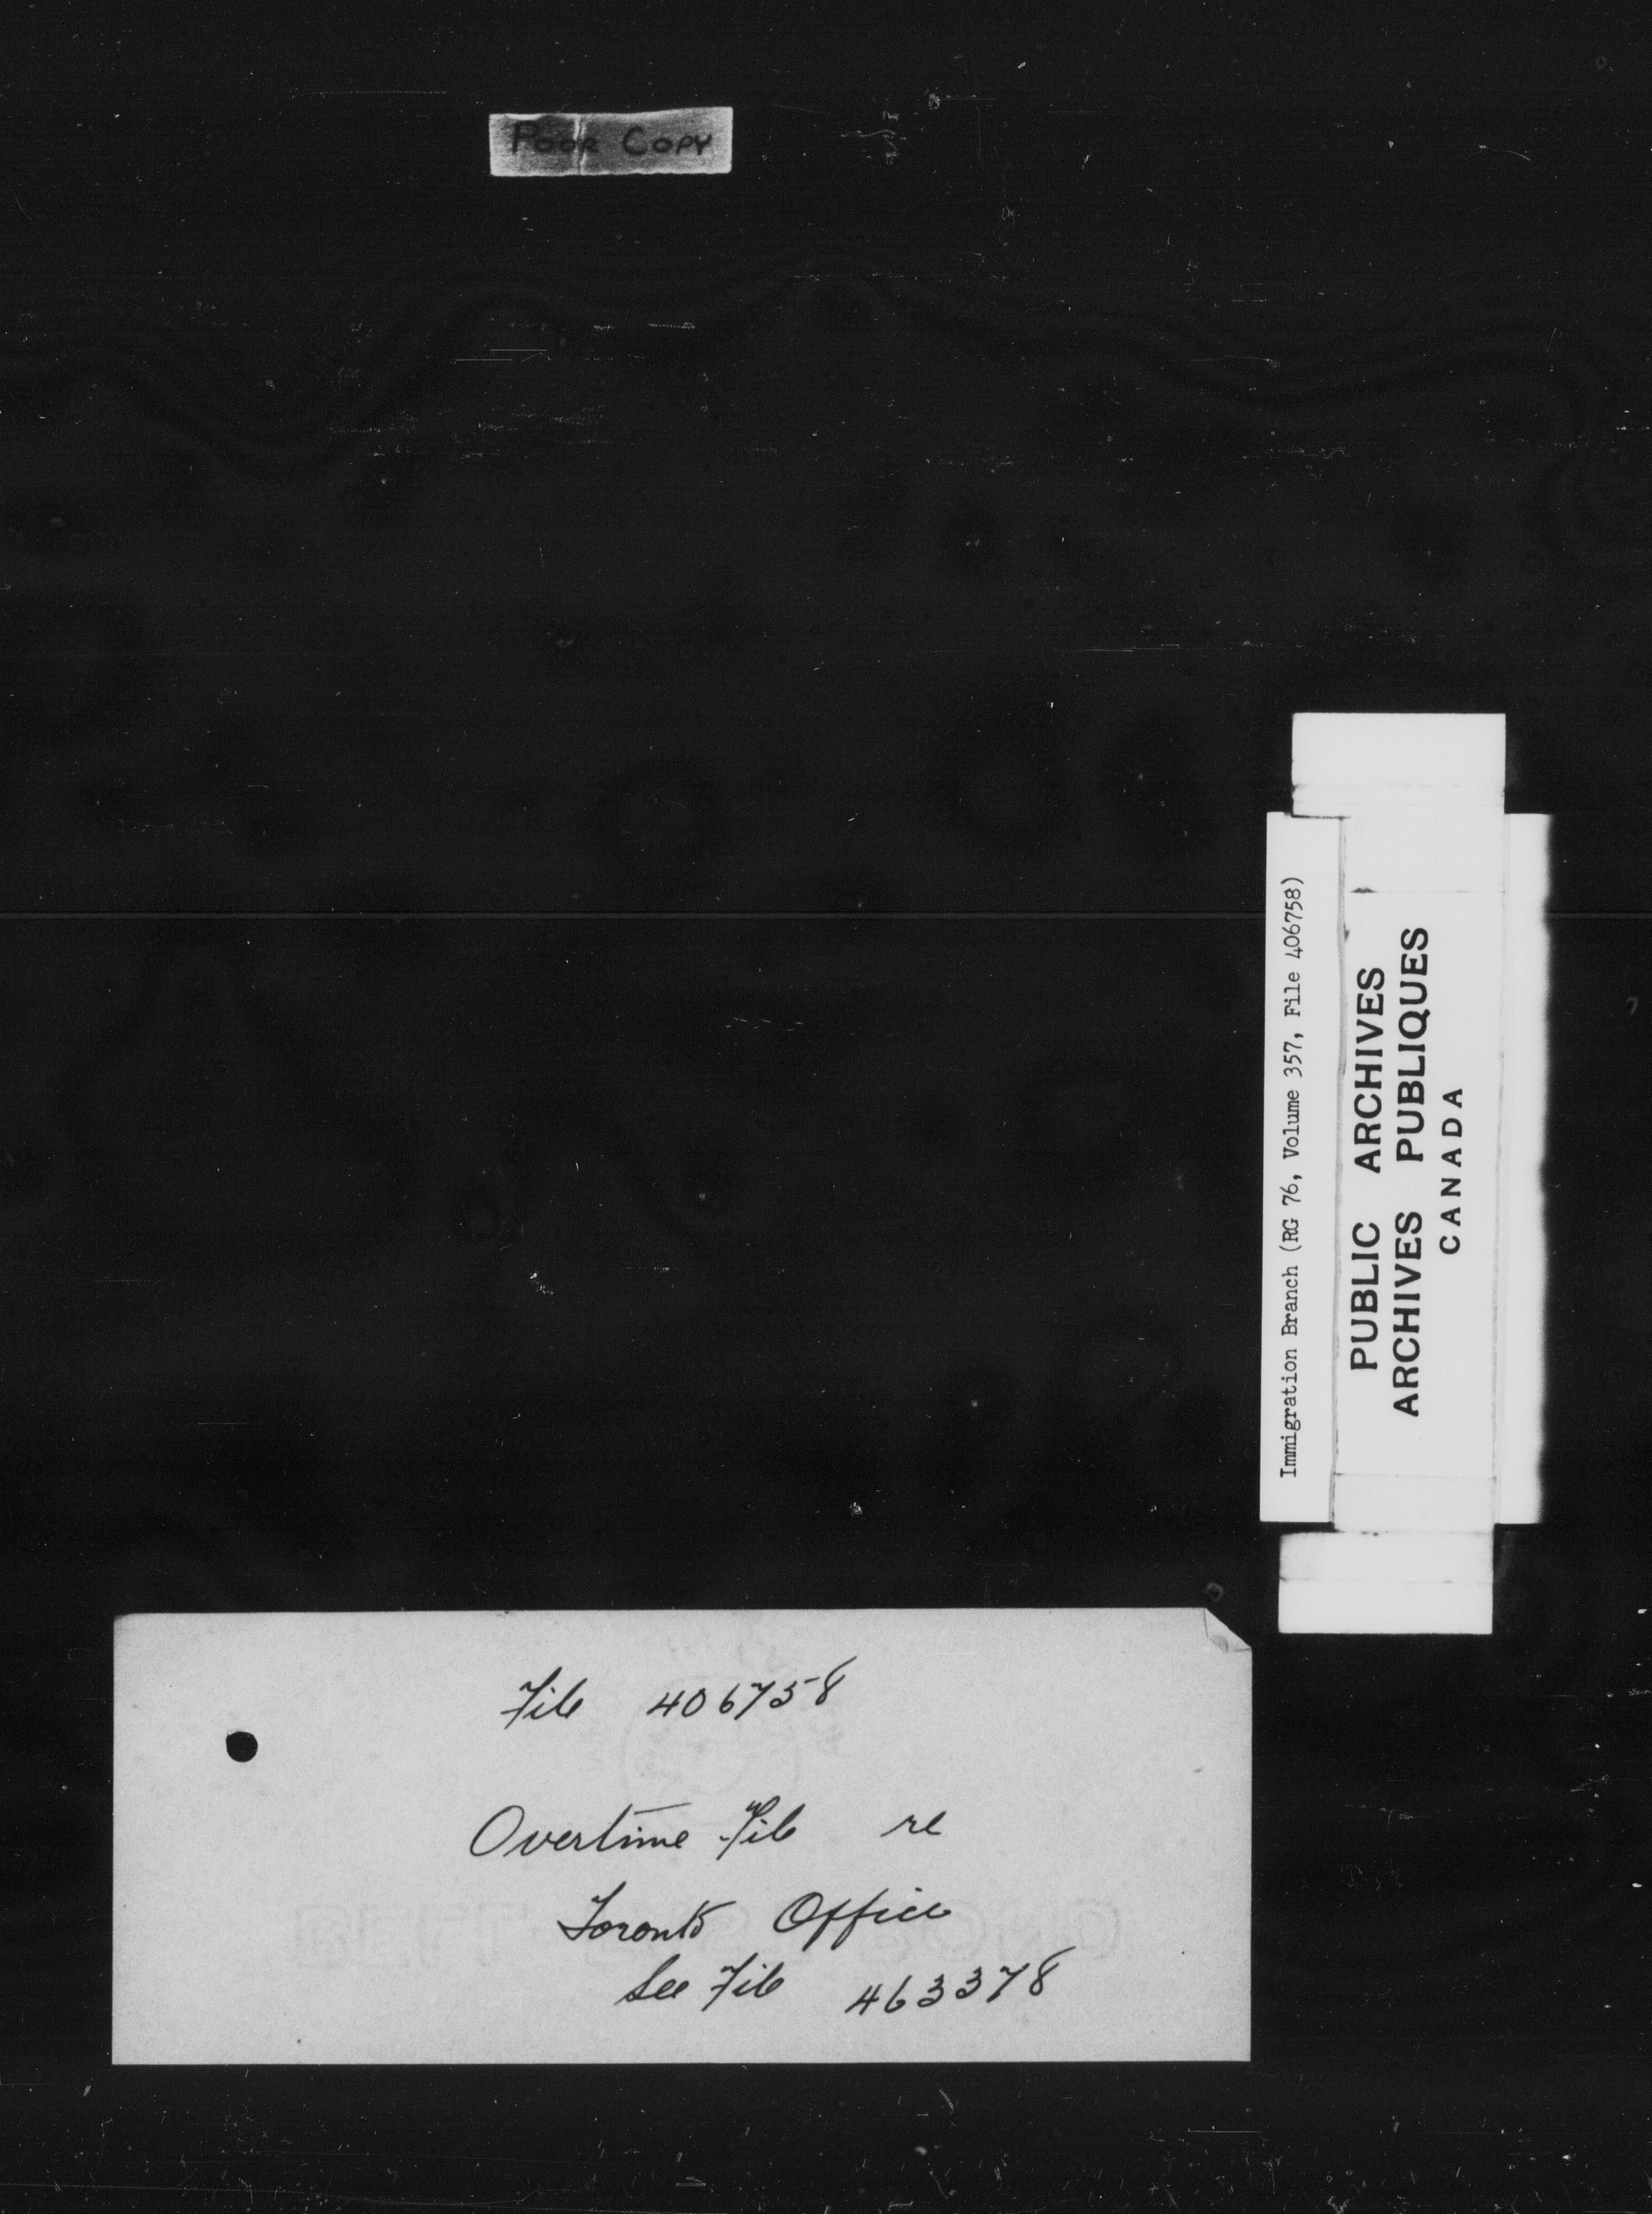 POOR COPY
Immigration Branch (RG 76, Volume 357, File 406758)
PUBLIC ARCHIVES
ARCHIVES PUBLIQUES
CANADA
File 406758
Overtime File re
Toronto Office
See File 463378